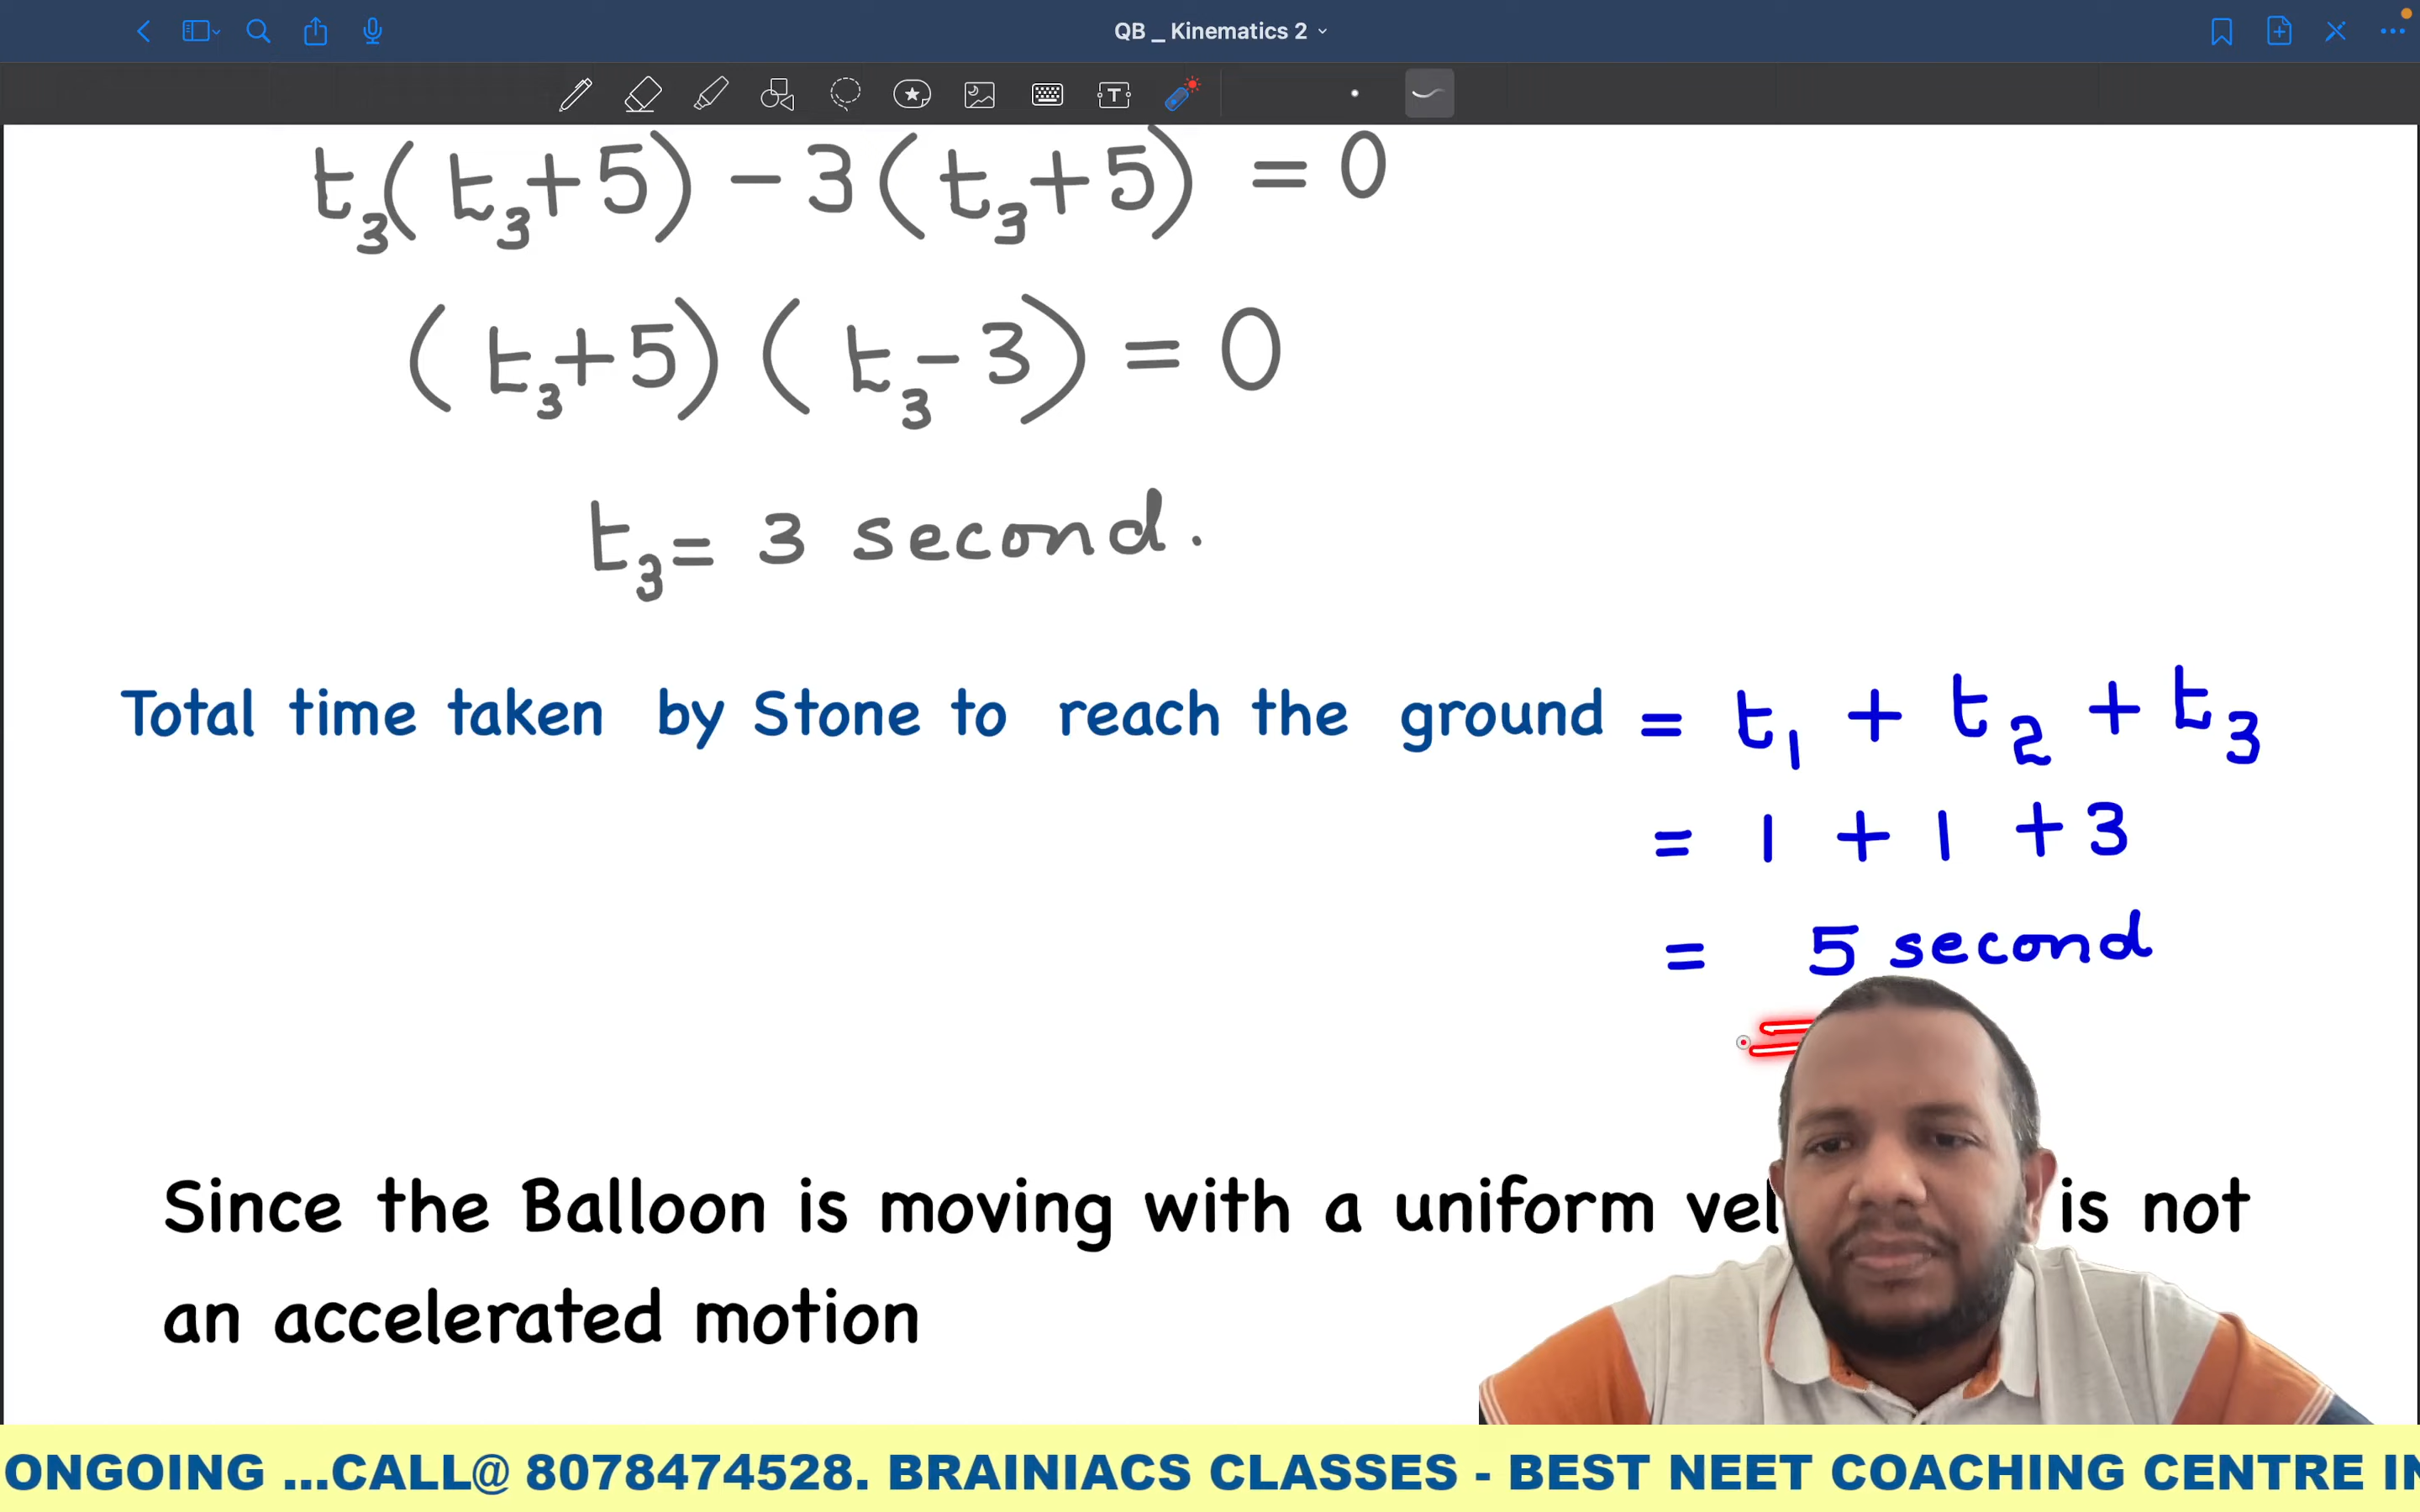 QB _ Kinematics 2
T
t₃(t₃+5) - 3(t₃+5) = 0
(t₃+5)(t₃-3) = 0
t₃ = 3 second.
Total time taken by Stone to reach the ground = t₁ + t₂ + t₃
= 1 + 1 + 3
= 5 second
Since the Balloon is moving with a uniform vel is not
an accelerated motion
ONGOING ...CALL@ 8078474528. BRAINIACS CLASSES - BEST NEET COACHING CENTRE IN